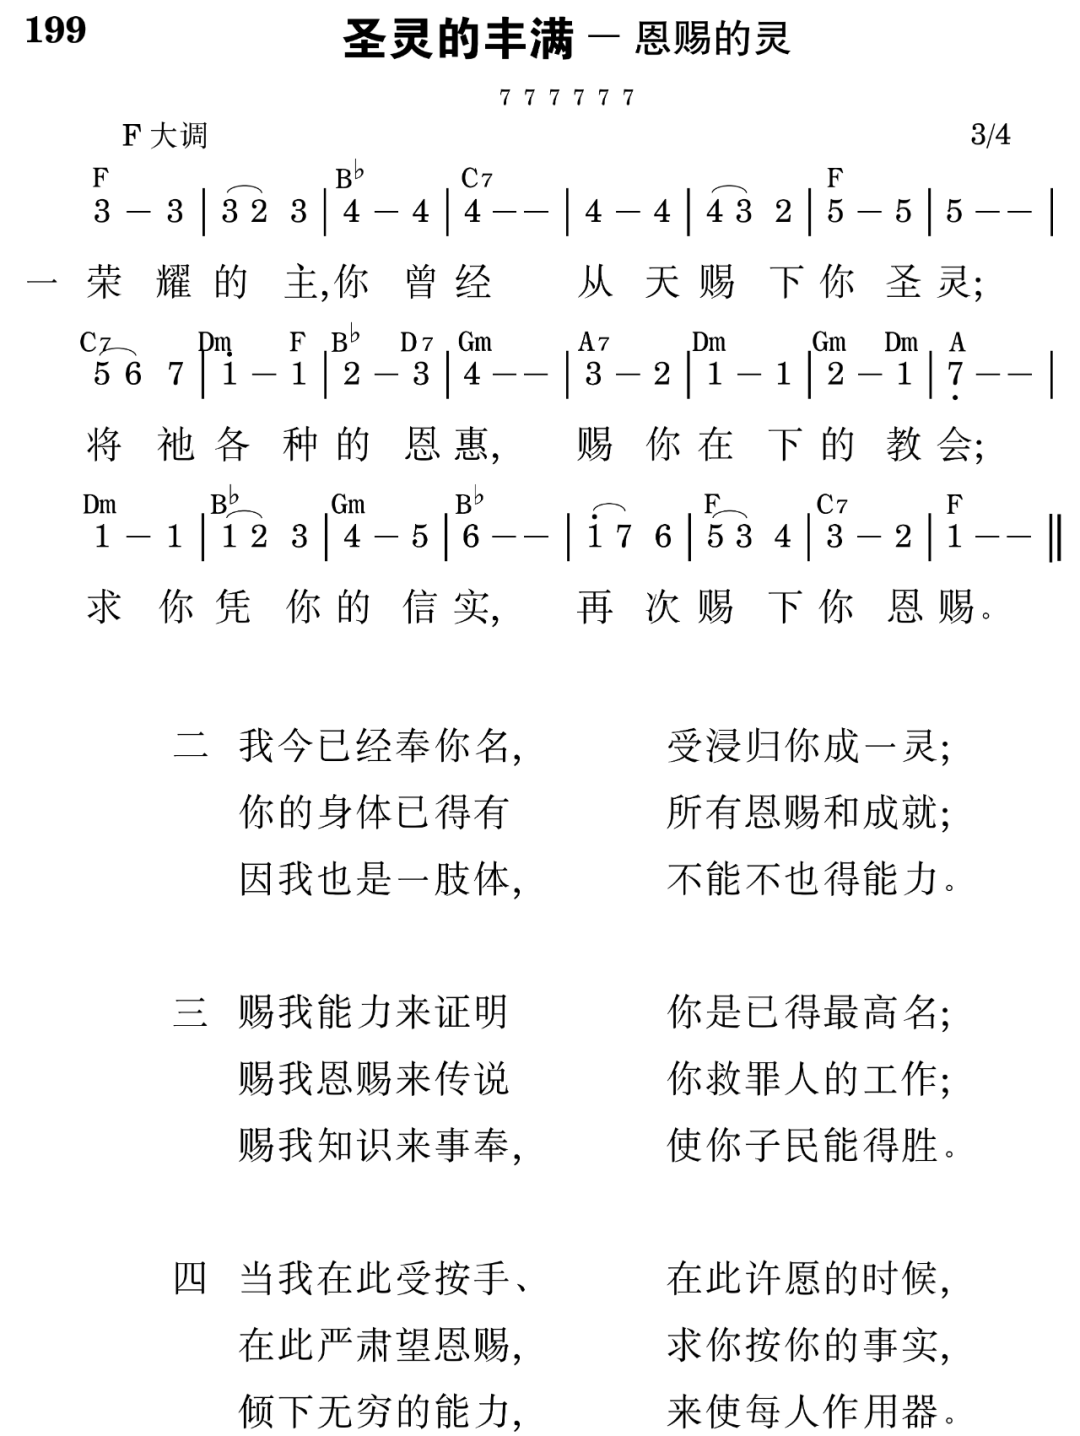 199 圣灵的丰满 — 恩赐的灵
7 7 7 7 7 7
F 大调 3/4
F B♭ C7 F
3 — 3 | 3 2 3 | 4 — 4 | 4 — — | 4 — 4 | 4 3 2 | 5 — 5 | 5 — — |
一 荣耀的主,你曾经 从天赐下你圣灵;
C7 Dm F B♭ D7 Gm A7 Dm Gm Dm A
5 6 7 | 1̇ — 1 | 2 — 3 | 4 — — | 3 — 2 | 1 — 1 | 2 — 1 | 7̣ — — |
将祂各种的恩惠, 赐你在下的教会;
Dm B♭ Gm B♭ F C7 F
1 — 1 | 1 2 3 | 4 — 5 | 6 — — | 1̇ 7 6 | 5 3 4 | 3 — 2 | 1 — — ‖
求你凭你的信实, 再次赐下你恩赐。
二 我今已经奉你名, 受浸归你成一灵;
你的身体已得有 所有恩赐和成就;
因我也是一肢体, 不能不也得能力。
三 赐我能力来证明 你是已得最高名;
赐我恩赐来传说 你救罪人的工作;
赐我知识来事奉, 使你子民能得胜。
四 当我在此受按手、 在此许愿的时候,
在此严肃望恩赐, 求你按你的事实,
倾下无穷的能力, 来使每人作用器。